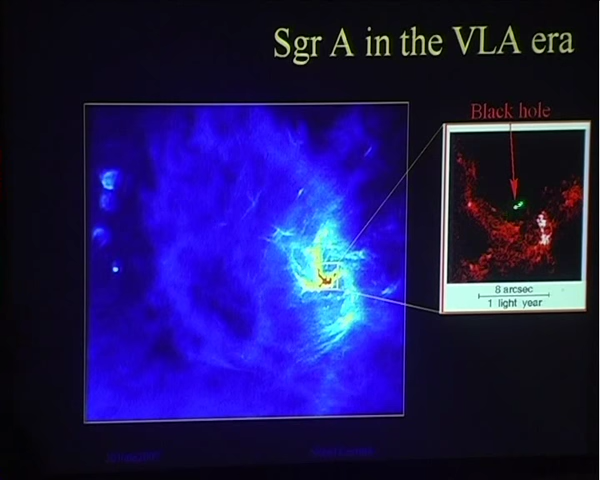 Sgr A in the VLA era
Black hole
8 arcsec
1 light year